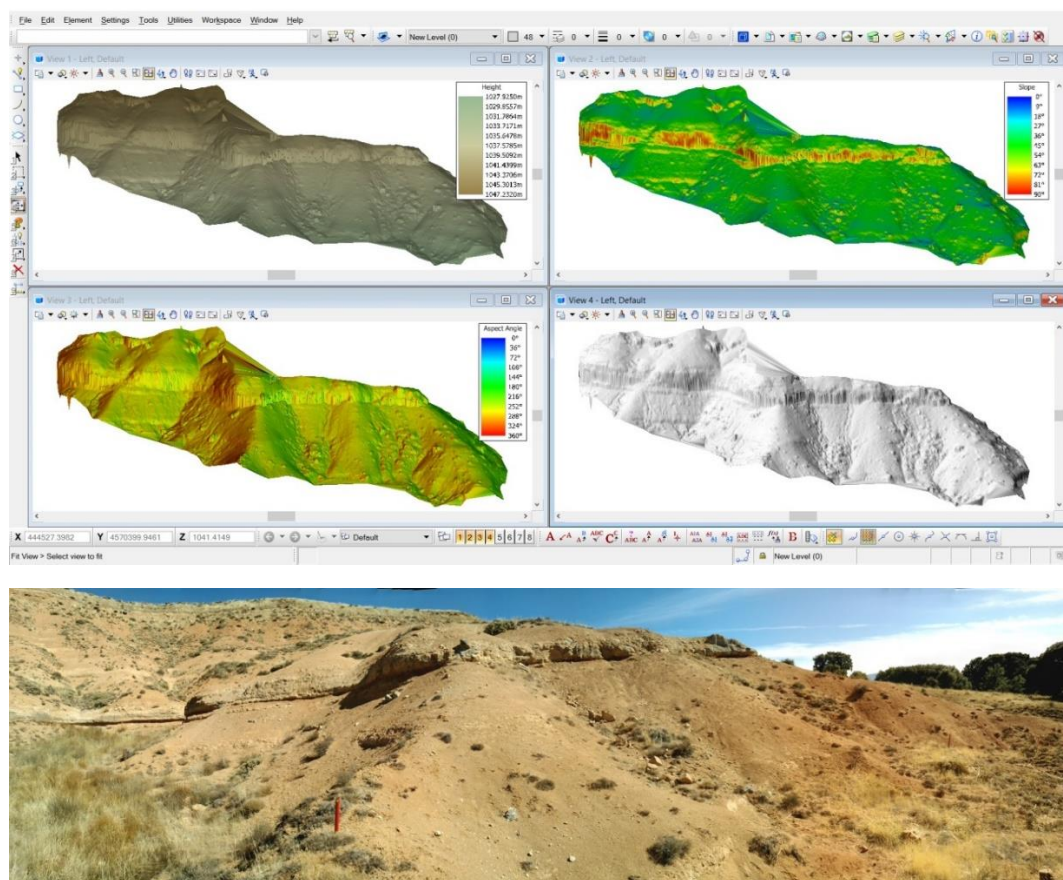 File Edit Element Settings Tools Utilities Workspace Window Help
New Level (0) 48 0 0 0 0
View 1 - Left, Default
Height
1027.9250m
1029.8557m
1031.7864m
1033.7171m
1035.6478m
1037.5785m
1039.5092m
1041.4399m
1043.3706m
1045.3013m
1047.2320m
View 2 - Left, Default
Slope
0°
9°
18°
27°
36°
45°
54°
63°
72°
81°
90°
View 3 - Left, Default
Aspect Angle
0°
36°
72°
108°
144°
180°
216°
252°
288°
324°
360°
View 4 - Left, Default
X 444527.3982 Y 4570399.9461 Z 1041.4149 Default 1 2 3 4 5 6 7 8
Fit View > Select view to fit New Level (0)